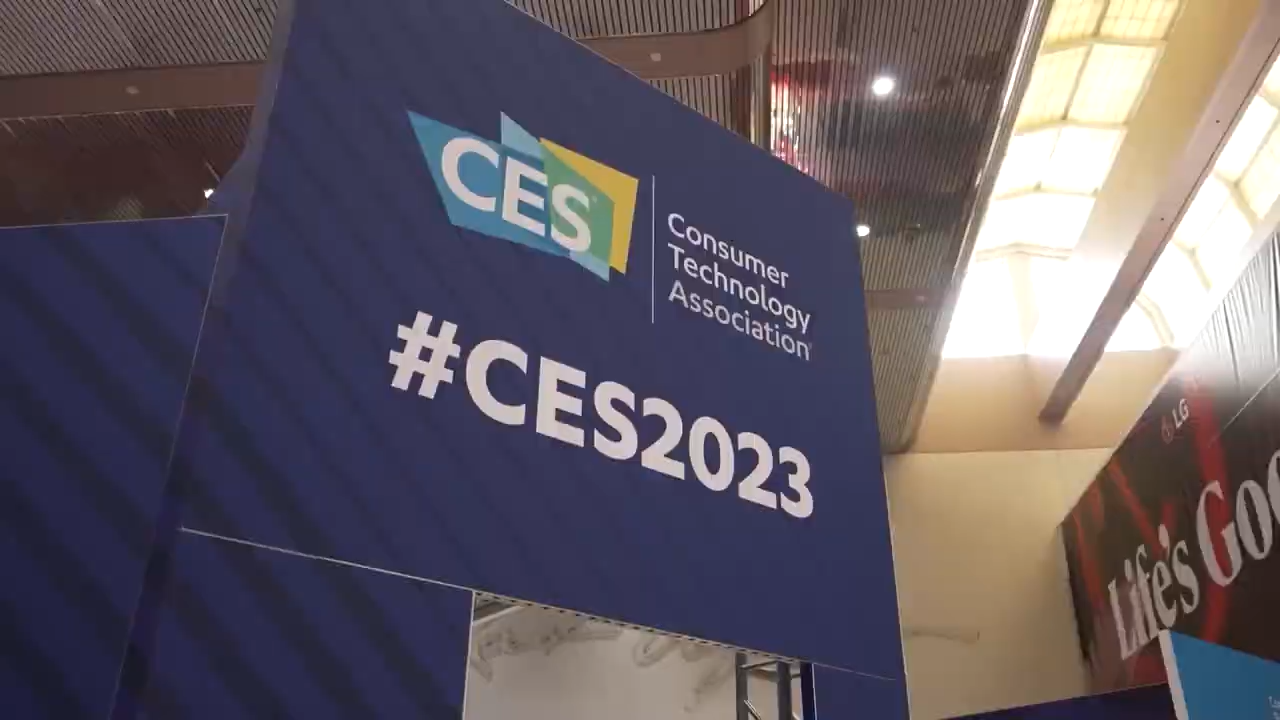 CES
Consumer
Technology
Association
#CES2023
LG
Life's Goo